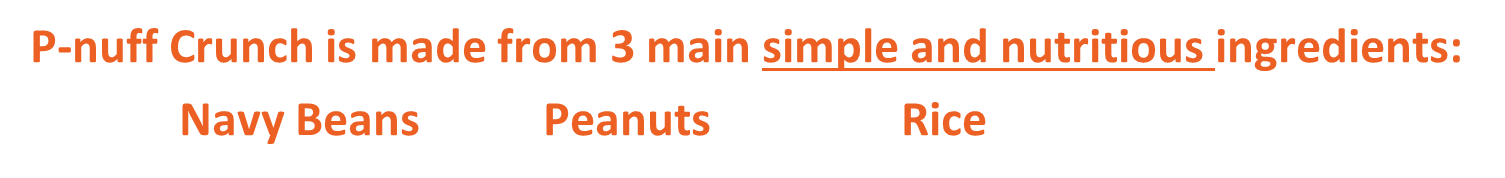 P-nuff Crunch is made from 3 main simple and nutritious ingredients:
Navy Beans Peanuts Rice